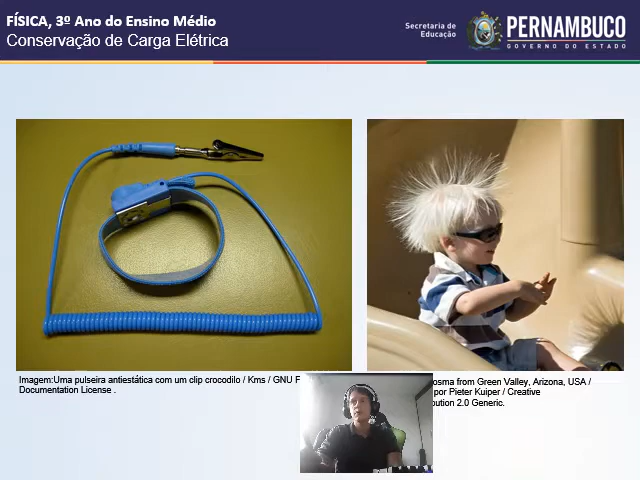 FÍSICA, 3º Ano do Ensino Médio
Conservação de Carga Elétrica
Secretaria de
Educação
PERNAMBUCO
GOVERNO DO ESTADO
Imagem:Uma pulseira antiestática com um clip crocodilo / Kms / GNU F
Documentation License .
osma from Green Valley, Arizona, USA /
por Pieter Kuiper / Creative
bution 2.0 Generic.